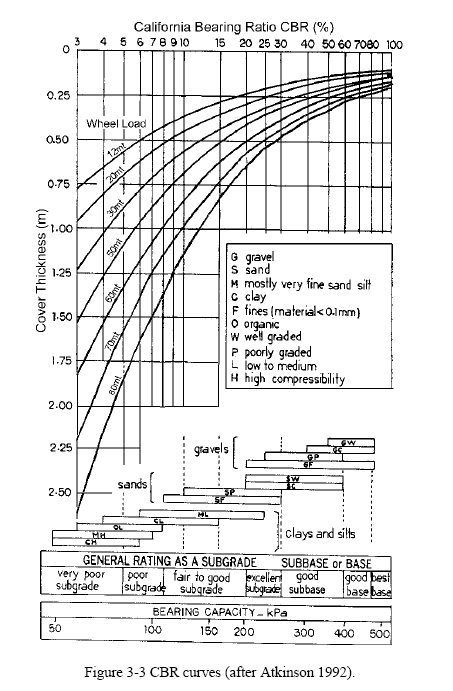 California Bearing Ratio CBR (%)
3 4 5 6 7 8 9 10 15 20 25 30 40 50 60 70 80 100
0
0.25
Wheel Load
0.50
12mt
20mt
0.75
30mt
1.00
50mt
1.25
60mt
1.50
70mt
1.75
80mt
2.00
2.25
2.50
Cover Thickness (m)
G gravel
S sand
M mostly very fine sand silt
C clay
F fines (material<0.1mm)
O organic
W well graded
P poorly graded
L low to medium
H high compressibility
gravels
GW
GC
GP
GF
sands
SW
SC
SP
SF
clays and silts
ML
CL
OL
MH
CH
GENERAL RATING AS A SUBGRADE SUBBASE or BASE
very poor subgrade
poor subgrade
fair to good subgrade
excellent subgrade
good subbase
good base
best base
BEARING CAPACITY - kPa
50 100 150 200 300 400 500
Figure 3-3 CBR curves (after Atkinson 1992).